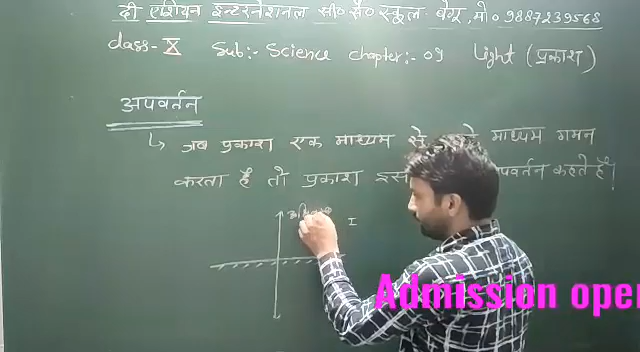 दी एशियन इन्टरनेशनल सी० सै० स्कूल. बेगू, मो० 9887239568
class:- X Sub:- Science chapter:- 09 Light (प्रकाश)
अपवर्तन
↳ जब प्रकाश एक माध्यम से माध्यम गमन
करता है तो प्रकाश इस अपवर्तन कहते हैं।
I
Admission open